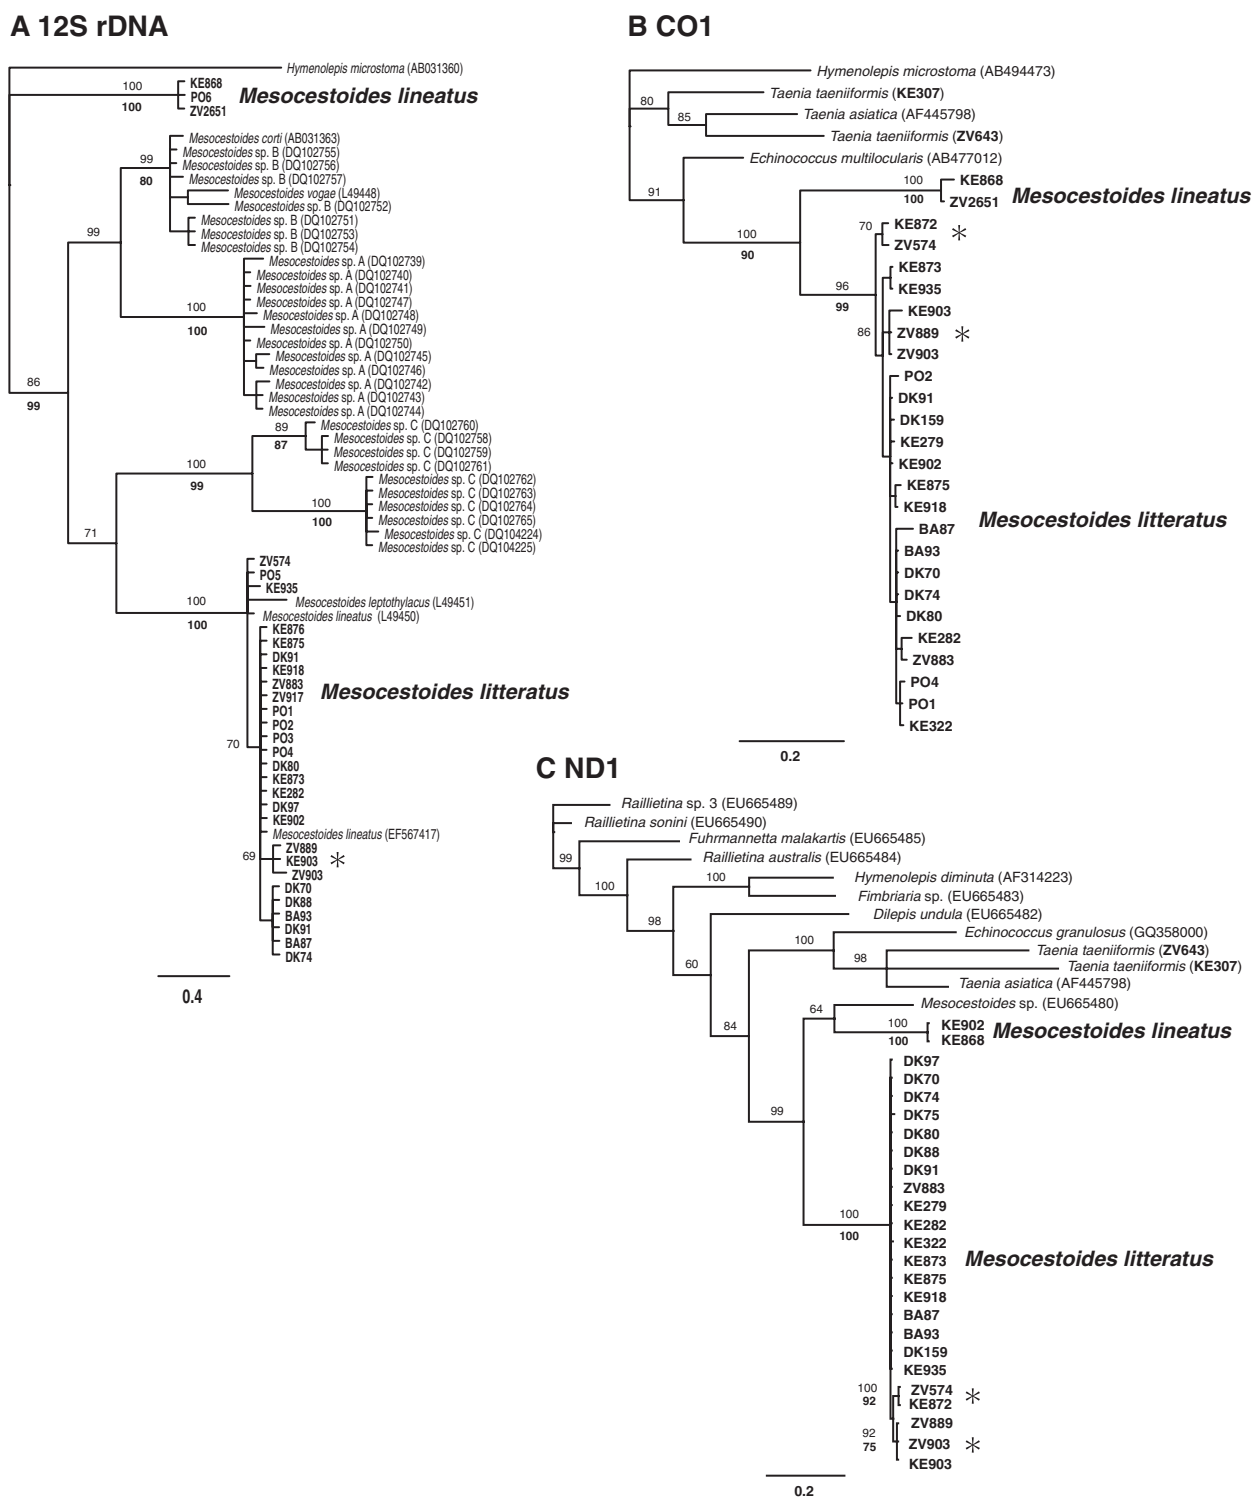 A 12S rDNA
Hymenolepis microstoma (AB031360)
100
100
KE868
PO6
ZV2651
Mesocestoides lineatus
Mesocestoides corti (AB031363)
Mesocestoides sp. B (DQ102755)
Mesocestoides sp. B (DQ102756)
Mesocestoides sp. B (DQ102757)
Mesocestoides vogae (L49448)
Mesocestoides sp. B (DQ102752)
Mesocestoides sp. B (DQ102751)
Mesocestoides sp. B (DQ102753)
Mesocestoides sp. B (DQ102754)
99
80
99
Mesocestoides sp. A (DQ102739)
Mesocestoides sp. A (DQ102740)
Mesocestoides sp. A (DQ102741)
Mesocestoides sp. A (DQ102747)
Mesocestoides sp. A (DQ102748)
Mesocestoides sp. A (DQ102749)
Mesocestoides sp. A (DQ102750)
Mesocestoides sp. A (DQ102745)
Mesocestoides sp. A (DQ102746)
Mesocestoides sp. A (DQ102742)
Mesocestoides sp. A (DQ102743)
Mesocestoides sp. A (DQ102744)
100
100
86
99
Mesocestoides sp. C (DQ102760)
Mesocestoides sp. C (DQ102758)
Mesocestoides sp. C (DQ102759)
Mesocestoides sp. C (DQ102761)
89
87
100
99
Mesocestoides sp. C (DQ102762)
Mesocestoides sp. C (DQ102763)
Mesocestoides sp. C (DQ102764)
Mesocestoides sp. C (DQ102765)
Mesocestoides sp. C (DQ104224)
Mesocestoides sp. C (DQ104225)
100
100
71
ZV574
PO5
KE935
Mesocestoides leptothylacus (L49451)
Mesocestoides lineatus (L49450)
100
100
KE876
KE875
DK91
KE918
ZV883
ZV917
PO1
PO2
PO3
PO4
DK80
KE873
KE282
DK97
KE902
Mesocestoides lineatus (EF567417)
Mesocestoides litteratus
70
69
ZV889
KE903
ZV903
*
DK70
DK88
BA93
DK91
BA87
DK74
0.4
B CO1
Hymenolepis microstoma (AB494473)
Taenia taeniiformis (KE307)
Taenia asiatica (AF445798)
Taenia taeniiformis (ZV643)
Echinococcus multilocularis (AB477012)
80
85
91
100
100
KE868
ZV2651
Mesocestoides lineatus
100
90
70
KE872
ZV574
*
96
99
KE873
KE935
86
KE903
ZV889
ZV903
*
PO2
DK91
DK159
KE279
KE902
KE875
KE918
BA87
BA93
DK70
DK74
DK80
KE282
ZV883
PO4
PO1
KE322
Mesocestoides litteratus
0.2
C ND1
Raillietina sp. 3 (EU665489)
Raillietina sonini (EU665490)
Fuhrmannetta malakartis (EU665485)
Raillietina australis (EU665484)
Hymenolepis diminuta (AF314223)
Fimbriaria sp. (EU665483)
Dilepis undula (EU665482)
Echinococcus granulosus (GQ358000)
Taenia taeniiformis (ZV643)
Taenia taeniiformis (KE307)
Taenia asiatica (AF445798)
Mesocestoides sp. (EU665480)
99
100
100
98
60
100
98
84
64
100
100
KE902
KE868
Mesocestoides lineatus
99
100
100
DK97
DK70
DK74
DK75
DK80
DK88
DK91
ZV883
KE279
KE282
KE322
KE873
KE875
KE918
BA87
BA93
DK159
KE935
Mesocestoides litteratus
100
92
ZV574
KE872
*
92
75
ZV889
ZV903
KE903
*
0.2